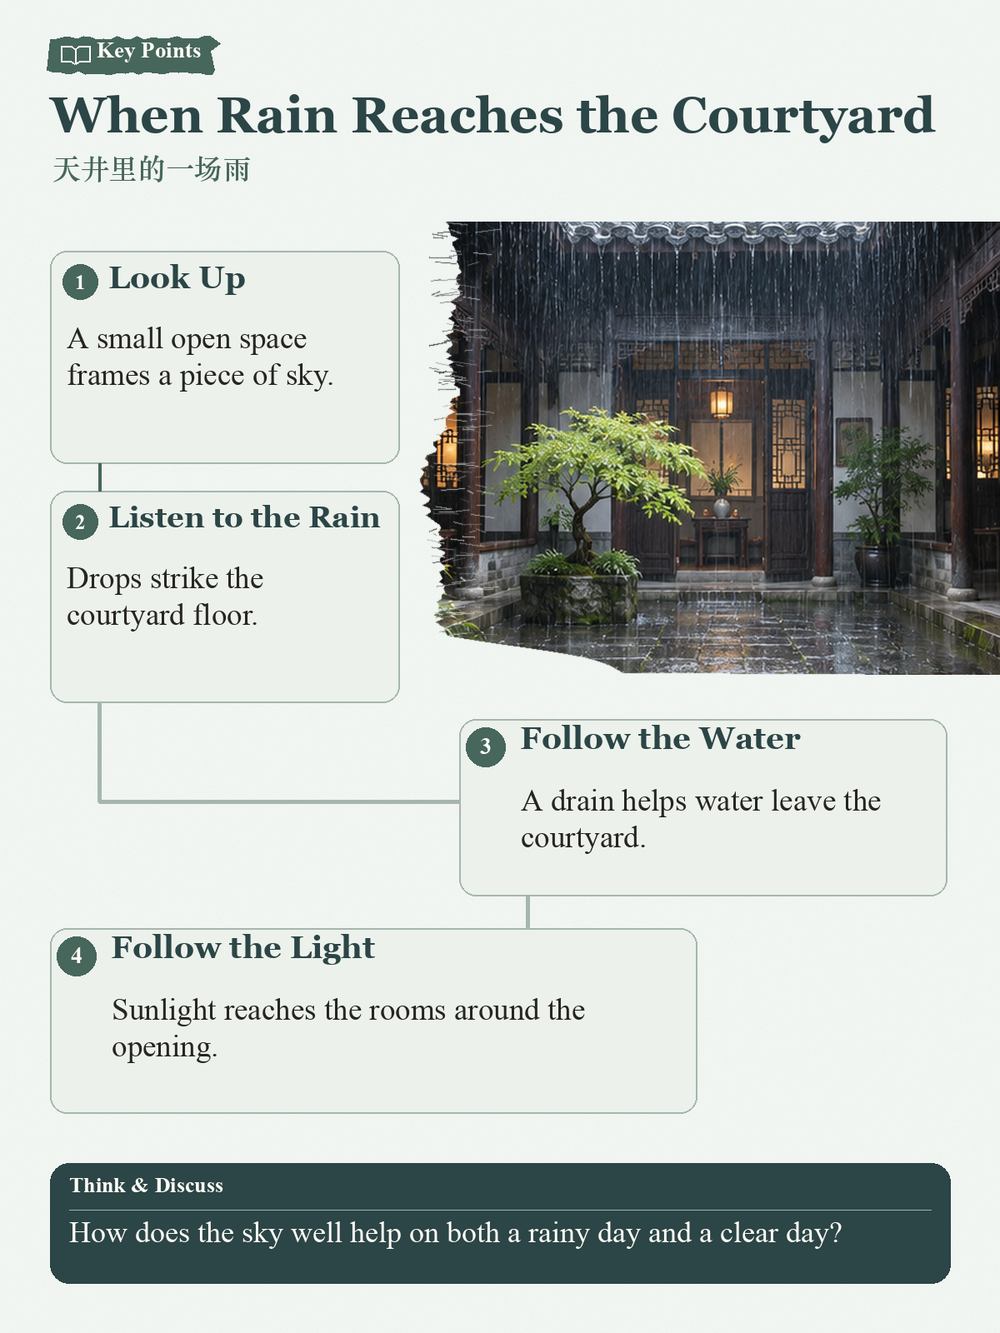 Key Points
When Rain Reaches the Courtyard
天井里的一场雨
1 Look Up
A small open space
frames a piece of sky.
2 Listen to the Rain
Drops strike the
courtyard floor.
3 Follow the Water
A drain helps water leave the
courtyard.
4 Follow the Light
Sunlight reaches the rooms around the
opening.
Think & Discuss
How does the sky well help on both a rainy day and a clear day?